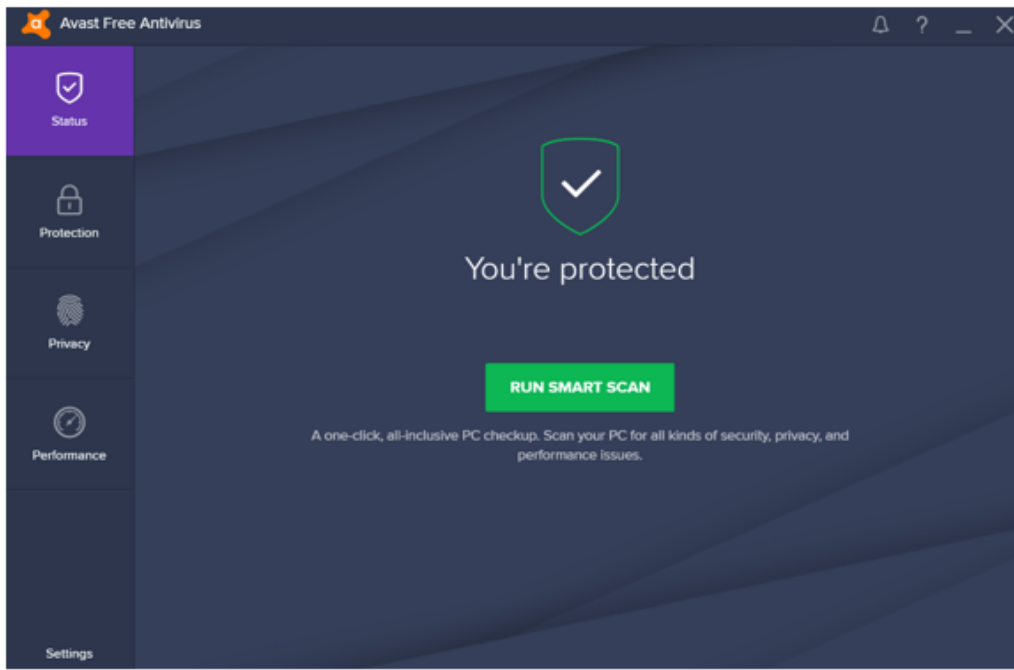 Avast Free Antivirus
?
Status
Protection
Privacy
Performance
Settings
You're protected
RUN SMART SCAN
A one-click, all-inclusive PC checkup. Scan your PC for all kinds of security, privacy, and
performance issues.